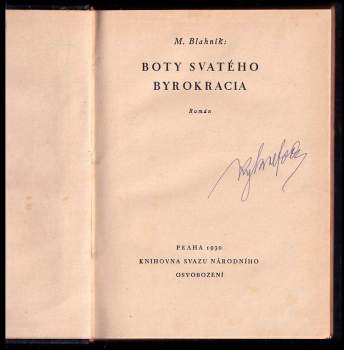 M. Blahník:
BOTY SVATÉHO
BYROKRACIA
Román
PRAHA 1930
KNIHOVNA SVAZU NÁRODNÍHO
OSVOBOZENÍ